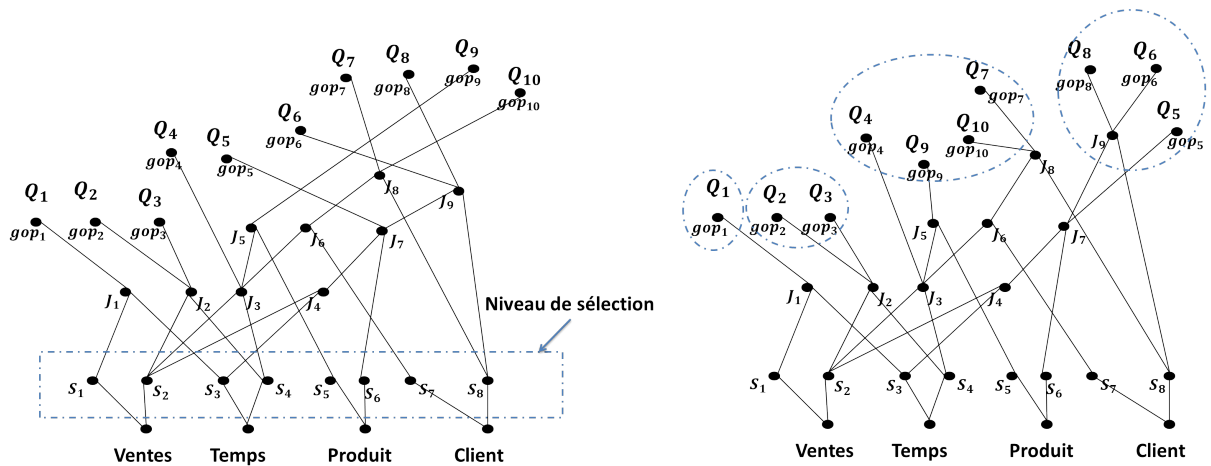 Q7 Q8 Q9
gop7 gop8 gop9
Q10
gop10
Q6
gop6
Q4 Q5
gop4 gop5
Q1 Q2 Q3
gop1 gop2 gop3
J8
J9
J5 J6 J7
J1 J2 J3 J4
Niveau de sélection
S1 S2 S3 S4 S5 S6 S7 S8
Ventes Temps Produit Client
Q8 Q6
gop8 gop6
Q7
gop7
Q5
gop5
Q4
gop4
Q10
gop10
Q9
gop9
J9
J8
Q1 Q2 Q3
gop1 gop2 gop3
J5 J6 J7
J1 J2 J3 J4
S1 S2 S3 S4 S5 S6 S7 S8
Ventes Temps Produit Client